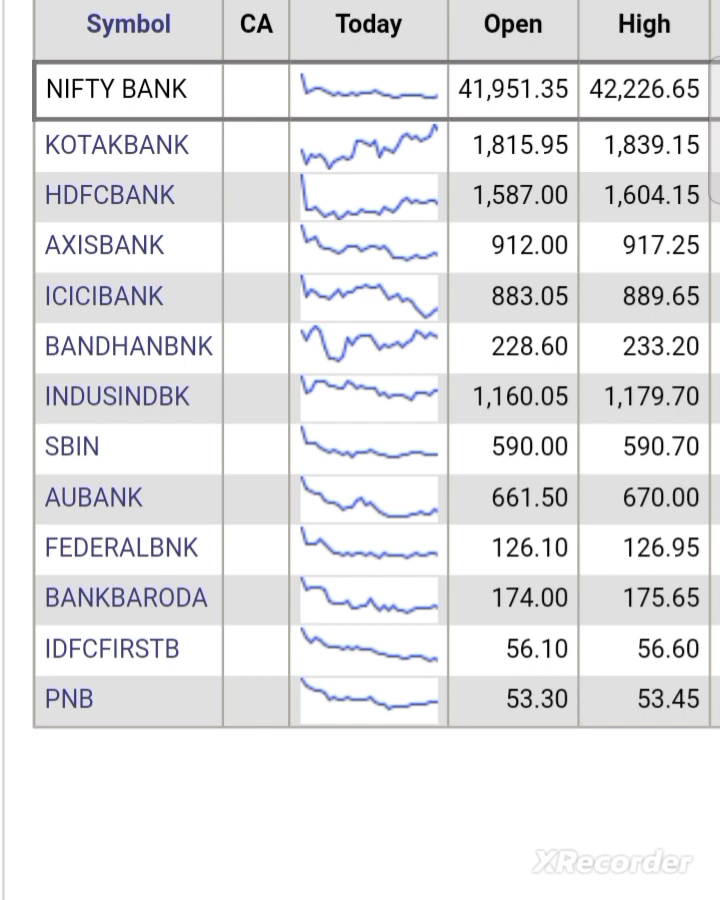 Symbol CA Today Open High
NIFTY BANK 41,951.35 42,226.65
KOTAKBANK 1,815.95 1,839.15
HDFCBANK 1,587.00 1,604.15
AXISBANK 912.00 917.25
ICICIBANK 883.05 889.65
BANDHANBNK 228.60 233.20
INDUSINDBK 1,160.05 1,179.70
SBIN 590.00 590.70
AUBANK 661.50 670.00
FEDERALBNK 126.10 126.95
BANKBARODA 174.00 175.65
IDFCFIRSTB 56.10 56.60
PNB 53.30 53.45
XRecorder